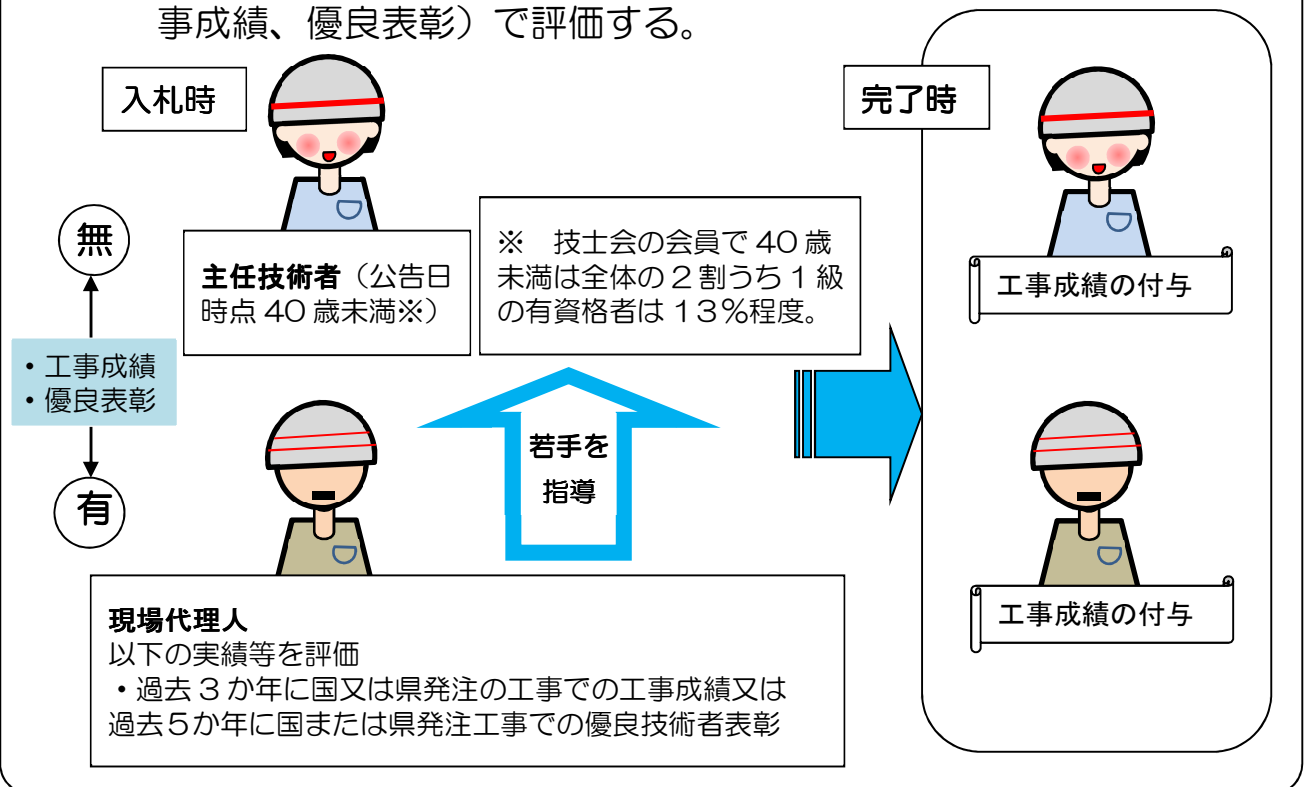 事成績、優良表彰）で評価する。
入札時
完了時
無
主任技術者（公告日
時点 40 歳未満※）
※　技士会の会員で 40 歳
未満は全体の２割うち１級
の有資格者は１３％程度。
工事成績の付与
・工事成績
・優良表彰
若手を
指導
有
現場代理人
以下の実績等を評価
・過去３か年に国又は県発注の工事での工事成績又は
過去５か年に国または県発注工事での優良技術者表彰
工事成績の付与